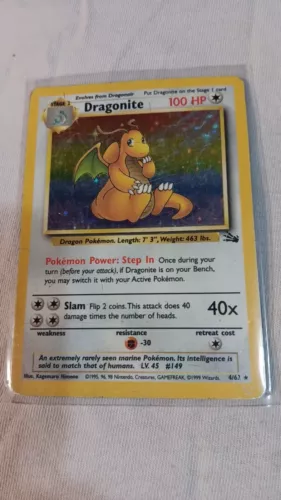 Evolves from Dragonair
Put Dragonite on the Stage 1 card
STAGE 2
Dragonite
100 HP
Dragon Pokémon. Length: 7' 3", Weight: 463 lbs.
Pokémon Power: Step In Once during your
turn (before your attack), if Dragonite is on your Bench,
you may switch it with your Active Pokémon.
Slam Flip 2 coins. This attack does 40
damage times the number of heads.
40x
weakness
resistance
retreat cost
-30
An extremely rarely seen marine Pokémon. Its intelligence is
said to match that of humans. LV. 45 #149
Illus. Kagemaru Himeno
©1995, 96, 98 Nintendo, Creatures, GAMEFREAK. ©1999 Wizards.
4/62